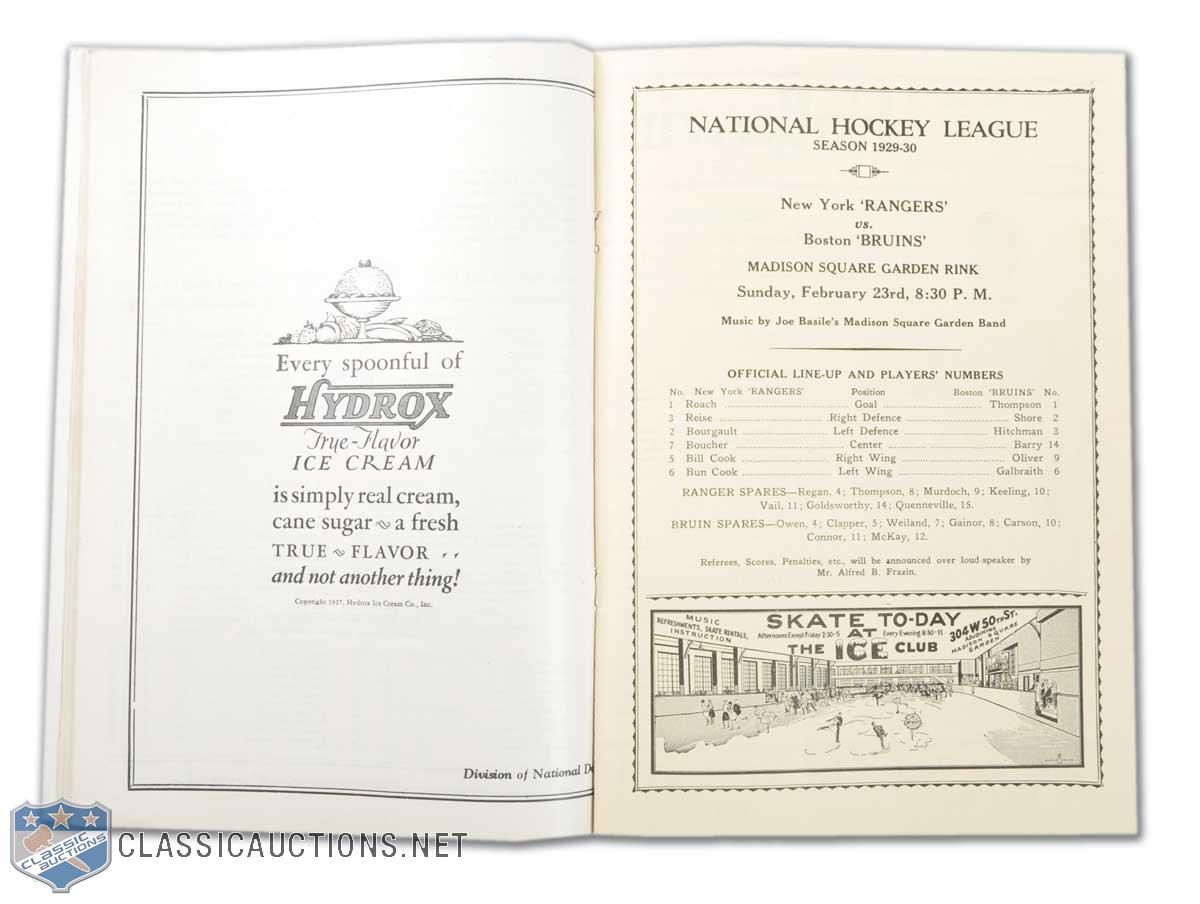 Every spoonful of
HYDROX
True-Flavor
ICE CREAM
is simply real cream,
cane sugar ~ a fresh
TRUE ~ FLAVOR ··
and not another thing!
Copyright 1927, Hydrox Ice Cream Co., Inc.
Division of National D
NATIONAL HOCKEY LEAGUE
SEASON 1929-30
New York 'RANGERS'
vs.
Boston 'BRUINS'
MADISON SQUARE GARDEN RINK
Sunday, February 23rd, 8:30 P. M.
Music by Joe Basile's Madison Square Garden Band
OFFICIAL LINE-UP AND PLAYERS' NUMBERS
No. New York 'RANGERS' Position Boston 'BRUINS' No.
1 Roach ........ Goal ........ Thompson 1
3 Reise ........ Right Defence ........ Shore 2
2 Bourgault ........ Left Defence ........ Hitchman 3
7 Boucher ........ Center ........ Barry 14
5 Bill Cook ........ Right Wing ........ Oliver 9
6 Bun Cook ........ Left Wing ........ Galbraith 6
RANGER SPARES—Regan, 4; Thompson, 8; Murdoch, 9; Keeling, 10;
Vail, 11; Goldsworthy, 14; Quenneville, 15.
BRUIN SPARES—Owen, 4; Clapper, 5; Weiland, 7; Gainor, 8; Carson, 10;
Connor, 11; McKay, 12.
Referees, Scores, Penalties, etc., will be announced over loud-speaker by
Mr. Alfred B. Frazin.
MUSIC
REFRESHMENTS, SKATE RENTALS,
INSTRUCTION
SKATE TO-DAY
Afternoons Except Friday 2:30-5 AT Every Evening 8:30-11
THE ICE CLUB
304 W 50TH ST.
ADJOINING
MADISON SQUARE
GARDEN
CLASSIC
AUCTIONS
CLASSICAUCTIONS.NET